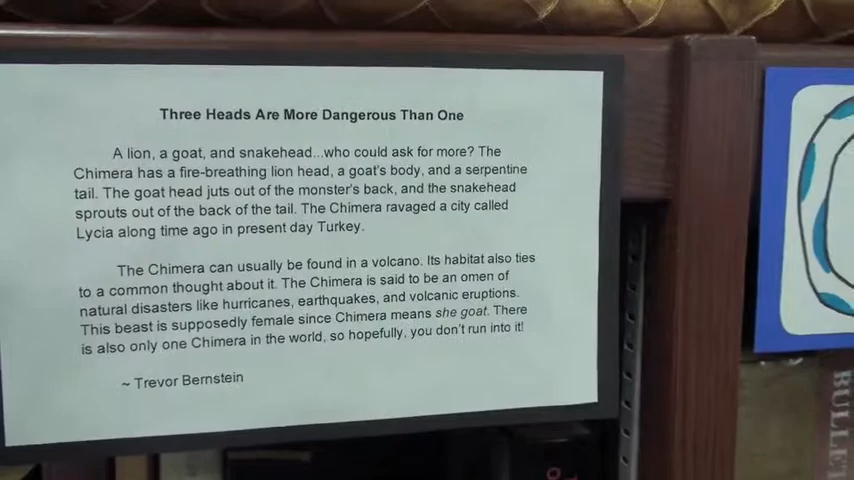 Three Heads Are More Dangerous Than One
A lion, a goat, and snakehead...who could ask for more? The
Chimera has a fire-breathing lion head, a goat's body, and a serpentine
tail. The goat head juts out of the monster's back, and the snakehead
sprouts out of the back of the tail. The Chimera ravaged a city called
Lycia along time ago in present day Turkey.
The Chimera can usually be found in a volcano. Its habitat also ties
to a common thought about it. The Chimera is said to be an omen of
natural disasters like hurricanes, earthquakes, and volcanic eruptions.
This beast is supposedly female since Chimera means she goat. There
is also only one Chimera in the world, so hopefully, you don't run into it!
~ Trevor Bernstein